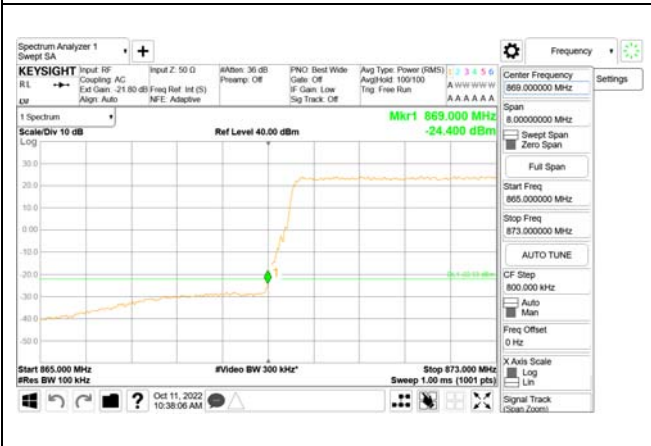 Spectrum Analyzer 1
Swept SA
Frequency
KEYSIGHT
Input: RF
Coupling: AC
Ext Gain: -21.80 dB
Align: Auto
Input Z: 50 Ω
Freq Ref: Int (S)
NFE: Adaptive
#Atten: 36 dB
Preamp: Off
PNO: Best Wide
Gate: Off
IF Gain: Low
Sig Track: Off
Avg Type: Power (RMS)
Avg|Hold: 100/100
Trig: Free Run
1 2 3 4 5 6
A W W W W W
A A A A A A
RL
1 Spectrum
Scale/Div 10 dB
Log
Ref Level 40.00 dBm
Mkr1 869.000 MHz
-24.400 dBm
30.0
20.0
10.0
0.00
-10.0
-20.0
-30.0
-40.0
-50.0
1
Start 865.000 MHz
#Res BW 100 kHz
#Video BW 300 kHz*
Stop 873.000 MHz
Sweep 1.00 ms (1001 pts)
Oct 11, 2022
10:38:06 AM
Center Frequency
869.000000 MHz
Settings
Span
8.00000000 MHz
Swept Span
Zero Span
Full Span
Start Freq
865.000000 MHz
Stop Freq
873.000000 MHz
AUTO TUNE
CF Step
800.000 kHz
Auto
Man
Freq Offset
0 Hz
X Axis Scale
Log
Lin
Signal Track
(Span Zoom)